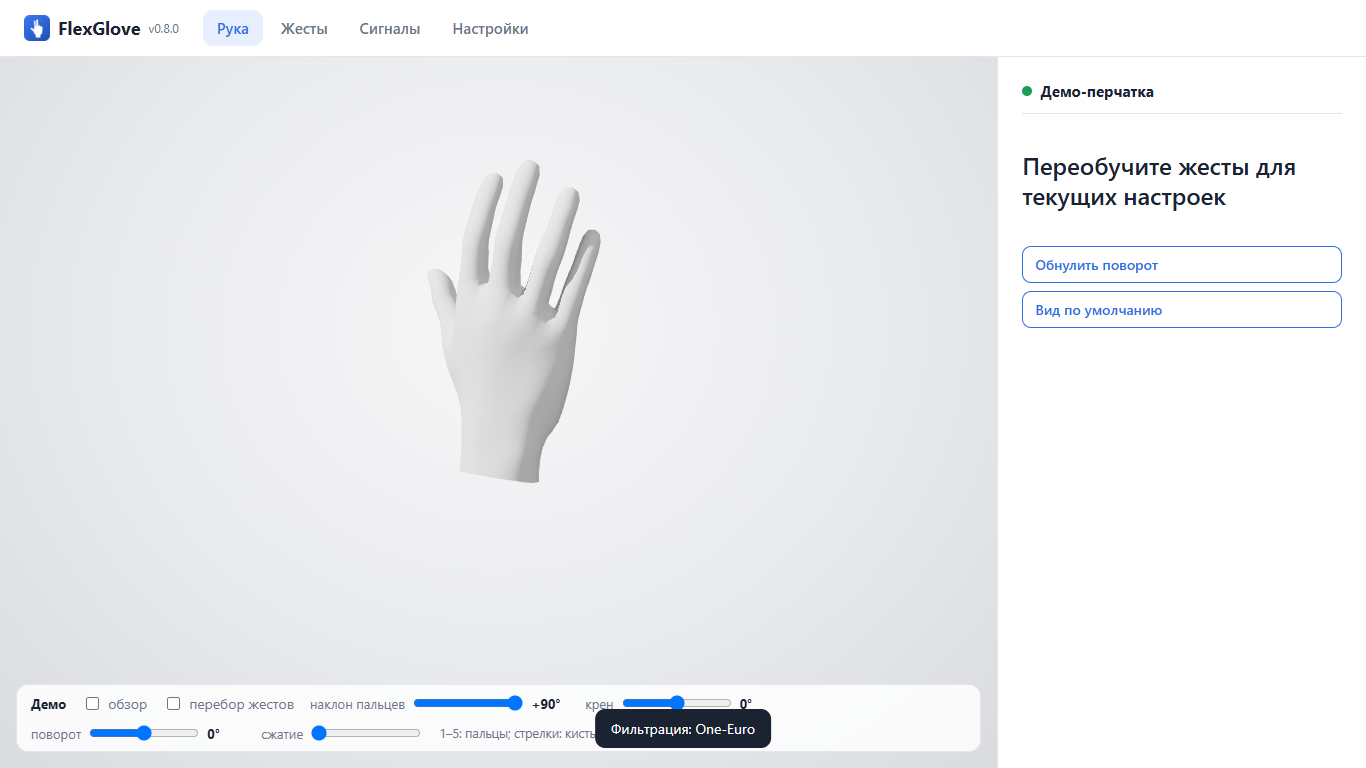 FlexGlove v0.8.0 Рука Жесты Сигналы Настройки
Демо-перчатка
Переобучите жесты для
текущих настроек
Обнулить поворот
Вид по умолчанию
Демо обзор перебор жестов наклон пальцев +90° крен 0°
поворот 0° сжатие 1–5: пальцы; стрелки: кисть
Фильтрация: One-Euro